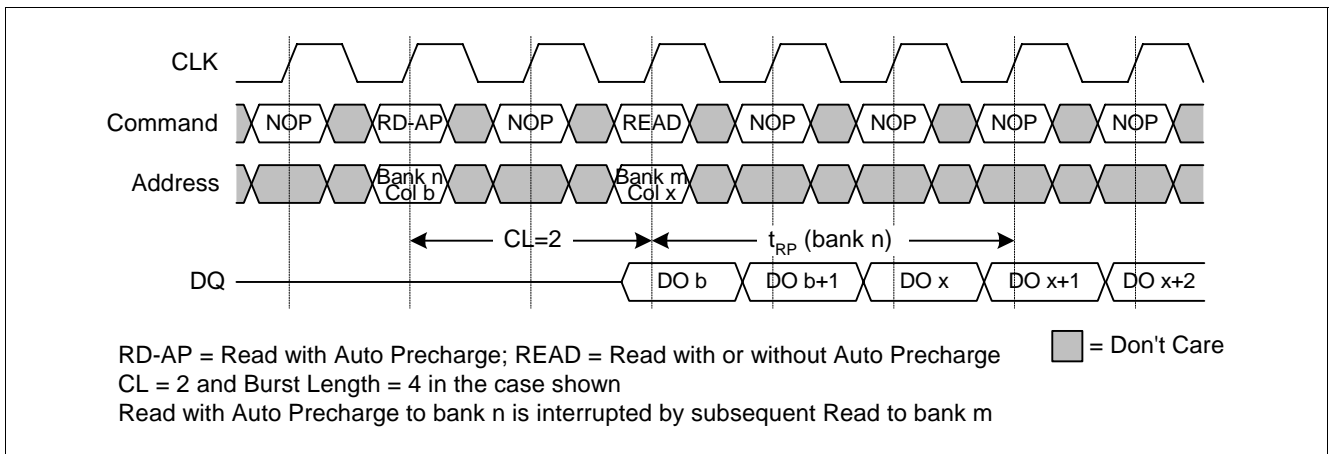 CLK
Command NOP RD-AP NOP READ NOP NOP NOP NOP
Address Bank n Col b Bank m Col x
CL=2 tRP (bank n)
DQ DO b DO b+1 DO x DO x+1 DO x+2
RD-AP = Read with Auto Precharge; READ = Read with or without Auto Precharge = Don't Care
CL = 2 and Burst Length = 4 in the case shown
Read with Auto Precharge to bank n is interrupted by subsequent Read to bank m